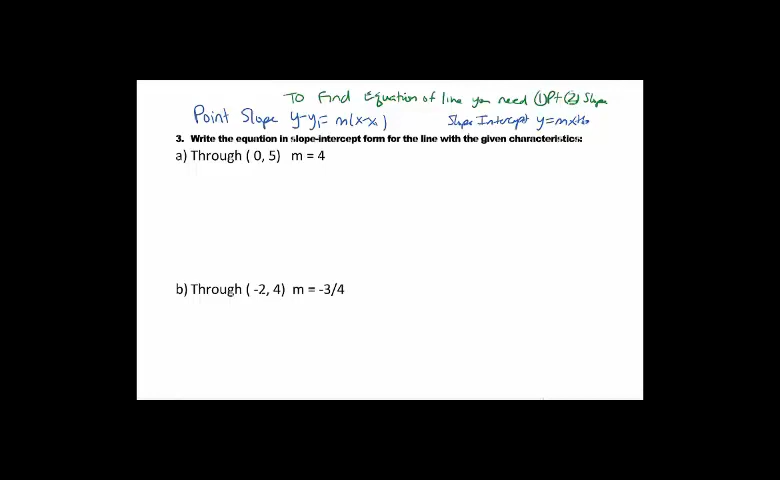 To Find Equation of line you need (1) Pt (2) Slope
Point Slope y-y₁= m(x-x₁)
Slope Intercept y=mx+b
3. Write the equation in slope-intercept form for the line with the given characteristics:
a) Through ( 0, 5) m = 4
b) Through ( -2, 4) m = -3/4